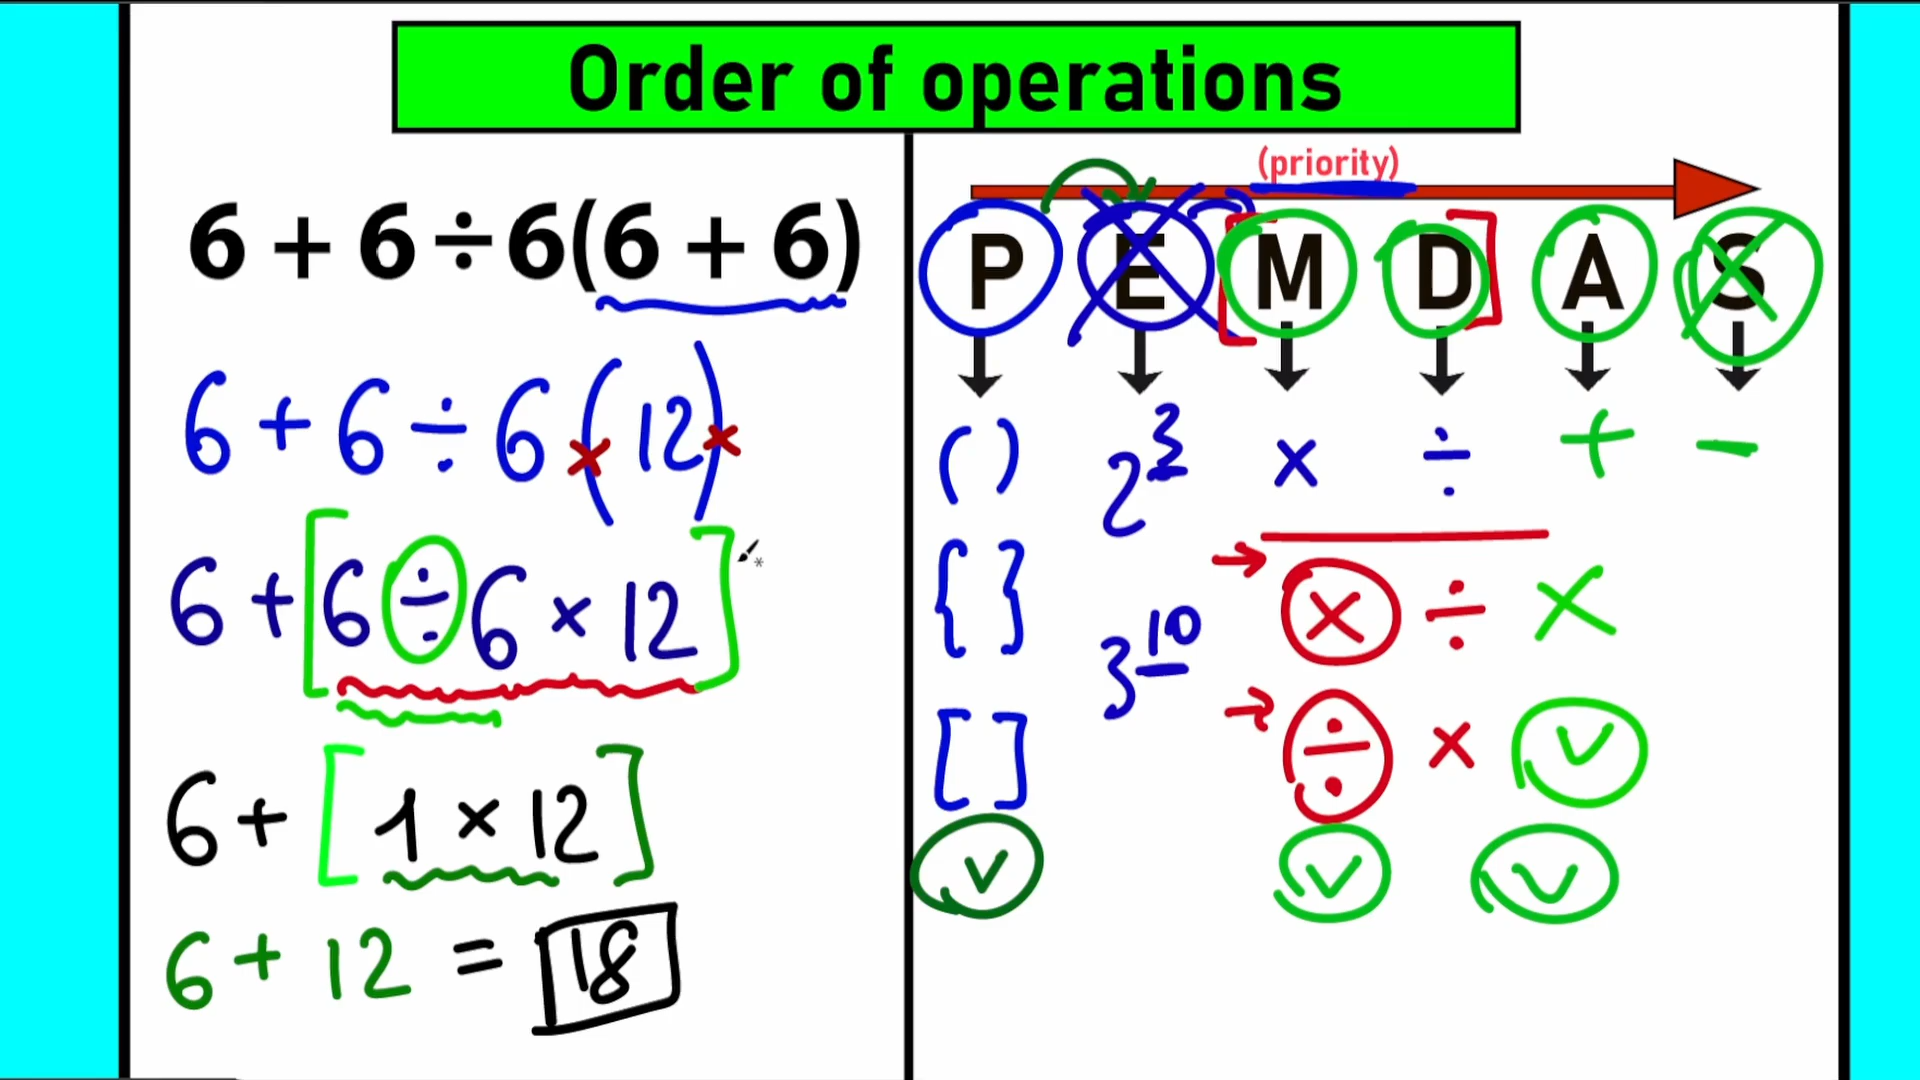 Order of operations
6 + 6 ÷ 6(6 + 6)
6 + 6 ÷ 6 (12)
6 + [6 ÷ 6 × 12]
6 + [1 × 12]
6 + 12 = 18
(priority)
P E M D A S
( ) 2³ × ÷ + −
{ } 3¹⁰ × ÷ ×
[ ] ÷ ×